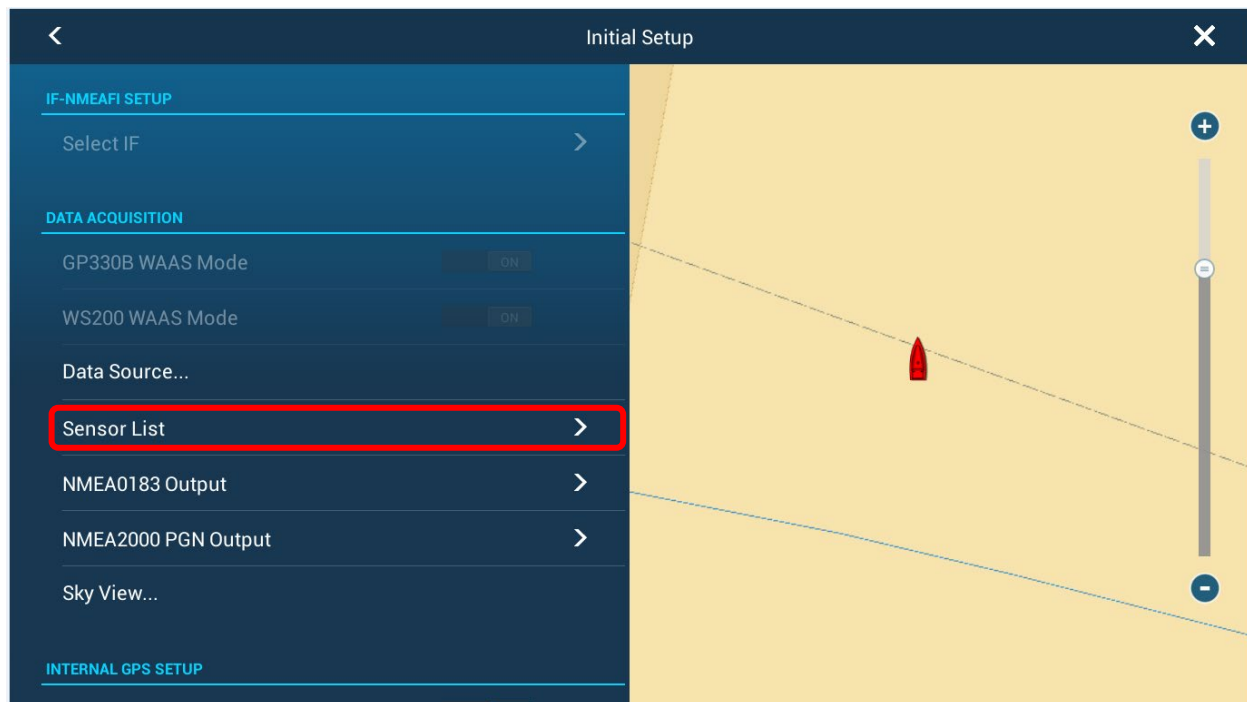 Initial Setup
IF-NMEAFI SETUP
Select IF
DATA ACQUISITION
GP330B WAAS Mode ON
WS200 WAAS Mode ON
Data Source...
Sensor List
NMEA0183 Output
NMEA2000 PGN Output
Sky View...
INTERNAL GPS SETUP